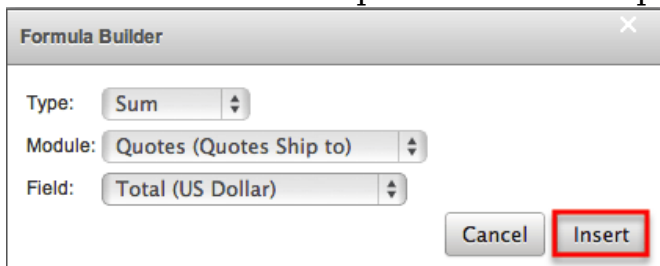 Formula Builder
Type: Sum
Module: Quotes (Quotes Ship to)
Field: Total (US Dollar)
Cancel Insert